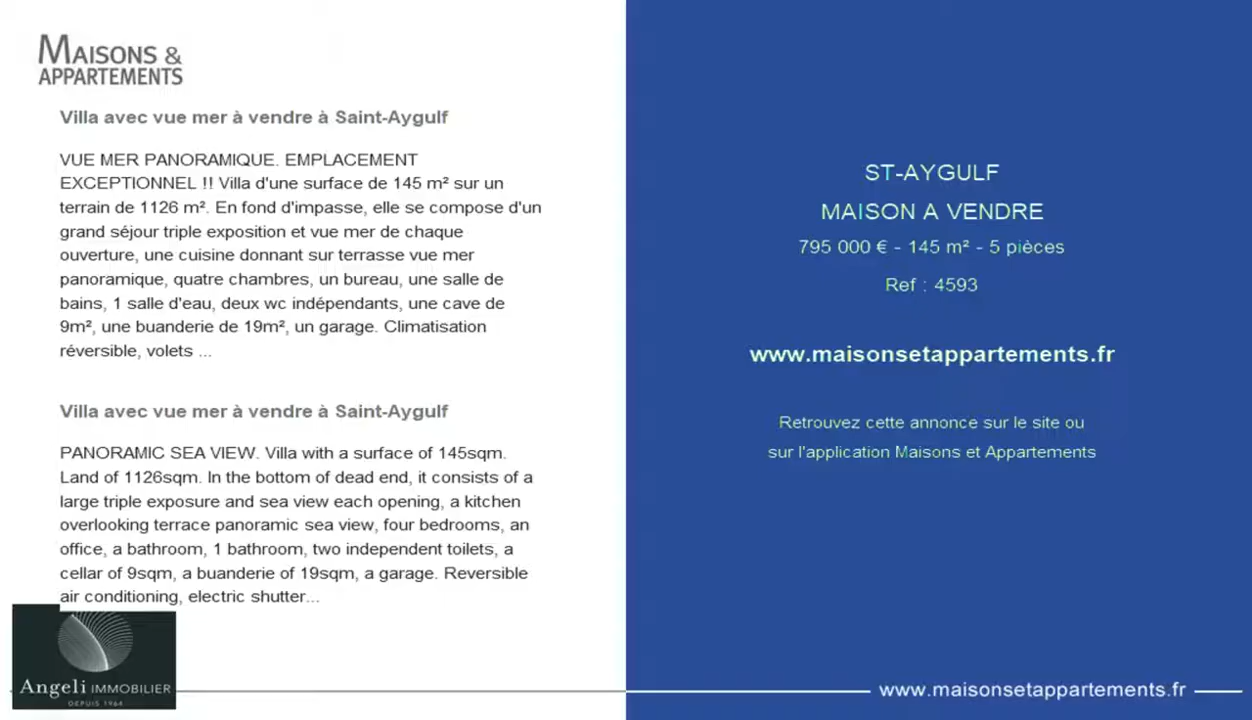 MAISONS &
APPARTEMENTS
Villa avec vue mer à vendre à Saint-Aygulf
VUE MER PANORAMIQUE. EMPLACEMENT
EXCEPTIONNEL !! Villa d'une surface de 145 m² sur un
terrain de 1126 m². En fond d'impasse, elle se compose d'un
grand séjour triple exposition et vue mer de chaque
ouverture, une cuisine donnant sur terrasse vue mer
panoramique, quatre chambres, un bureau, une salle de
bains, 1 salle d'eau, deux wc indépendants, une cave de
9m², une buanderie de 19m², un garage. Climatisation
réversible, volets ...
Villa avec vue mer à vendre à Saint-Aygulf
PANORAMIC SEA VIEW. Villa with a surface of 145sqm.
Land of 1126sqm. In the bottom of dead end, it consists of a
large triple exposure and sea view each opening, a kitchen
overlooking terrace panoramic sea view, four bedrooms, an
office, a bathroom, 1 bathroom, two independent toilets, a
cellar of 9sqm, a buanderie of 19sqm, a garage. Reversible
air conditioning, electric shutter...
Angeli IMMOBILIER
DEPUIS 1964
ST-AYGULF
MAISON A VENDRE
795 000 € - 145 m² - 5 pièces
Ref : 4593
www.maisonsetappartements.fr
Retrouvez cette annonce sur le site ou
sur l'application Maisons et Appartements
www.maisonsetappartements.fr